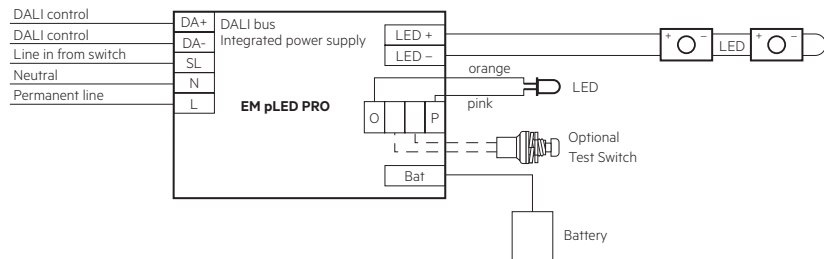 DALI control
DALI control
Line in from switch
Neutral
Permanent line
DA+
DA-
SL
N
L
DALI bus
Integrated power supply
EM pLED PRO
LED +
LED –
O
P
Bat
orange
pink
LED
Optional
Test Switch
Battery
+
–
LED
+
–